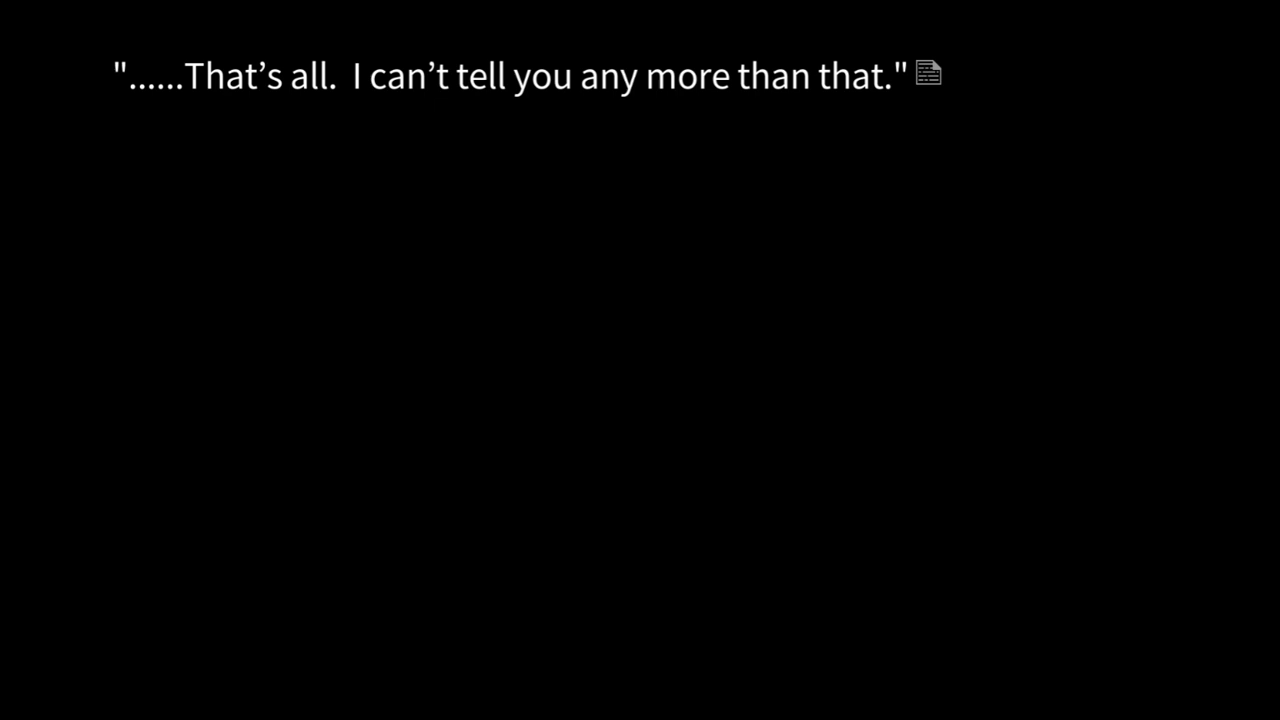 "......That’s all.  I can’t tell you any more than that."